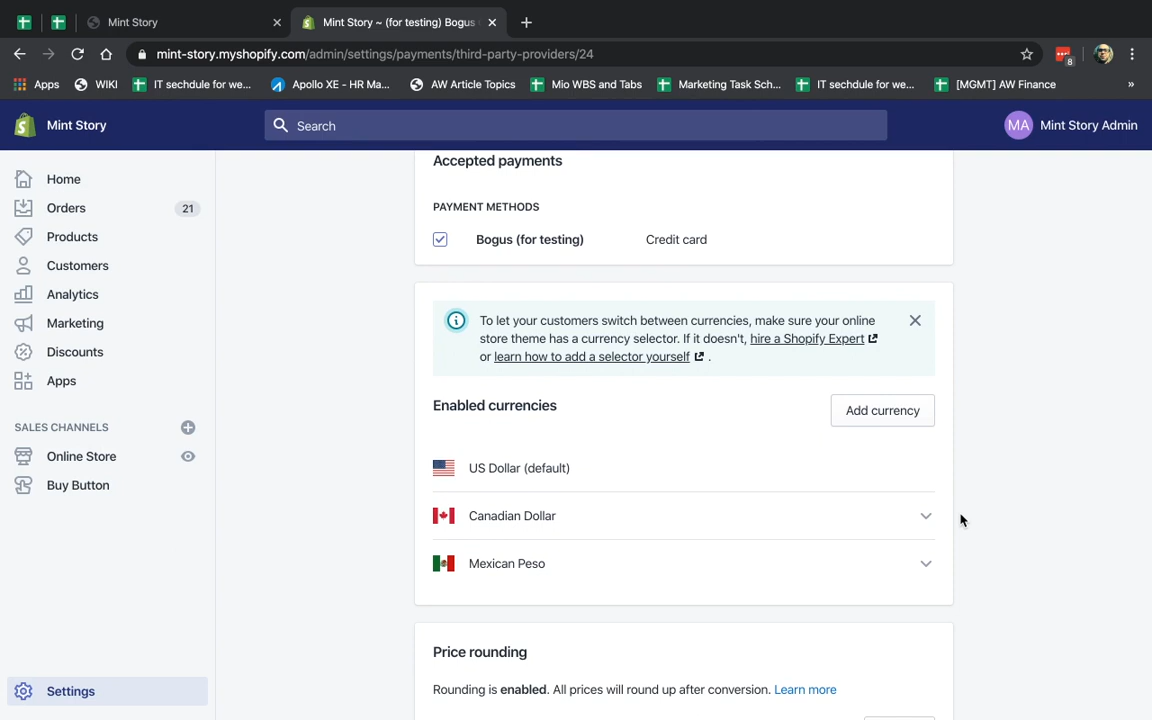 Mint Story
Mint Story ~ (for testing) Bogus
mint-story.myshopify.com/admin/settings/payments/third-party-providers/24
8
Apps
WIKI
IT sechdule for we...
Apollo XE - HR Ma...
AW Article Topics
Mio WBS and Tabs
Marketing Task Sch...
IT sechdule for we...
[MGMT] AW Finance
»
Mint Story
Search
MA
Mint Story Admin
Home
Orders
21
Products
Customers
Analytics
Marketing
Discounts
Apps
SALES CHANNELS
Online Store
Buy Button
Settings
Accepted payments
PAYMENT METHODS
Bogus (for testing)
Credit card
To let your customers switch between currencies, make sure your online
store theme has a currency selector. If it doesn't, hire a Shopify Expert
or learn how to add a selector yourself .
Enabled currencies
Add currency
US Dollar (default)
Canadian Dollar
Mexican Peso
Price rounding
Rounding is enabled. All prices will round up after conversion. Learn more